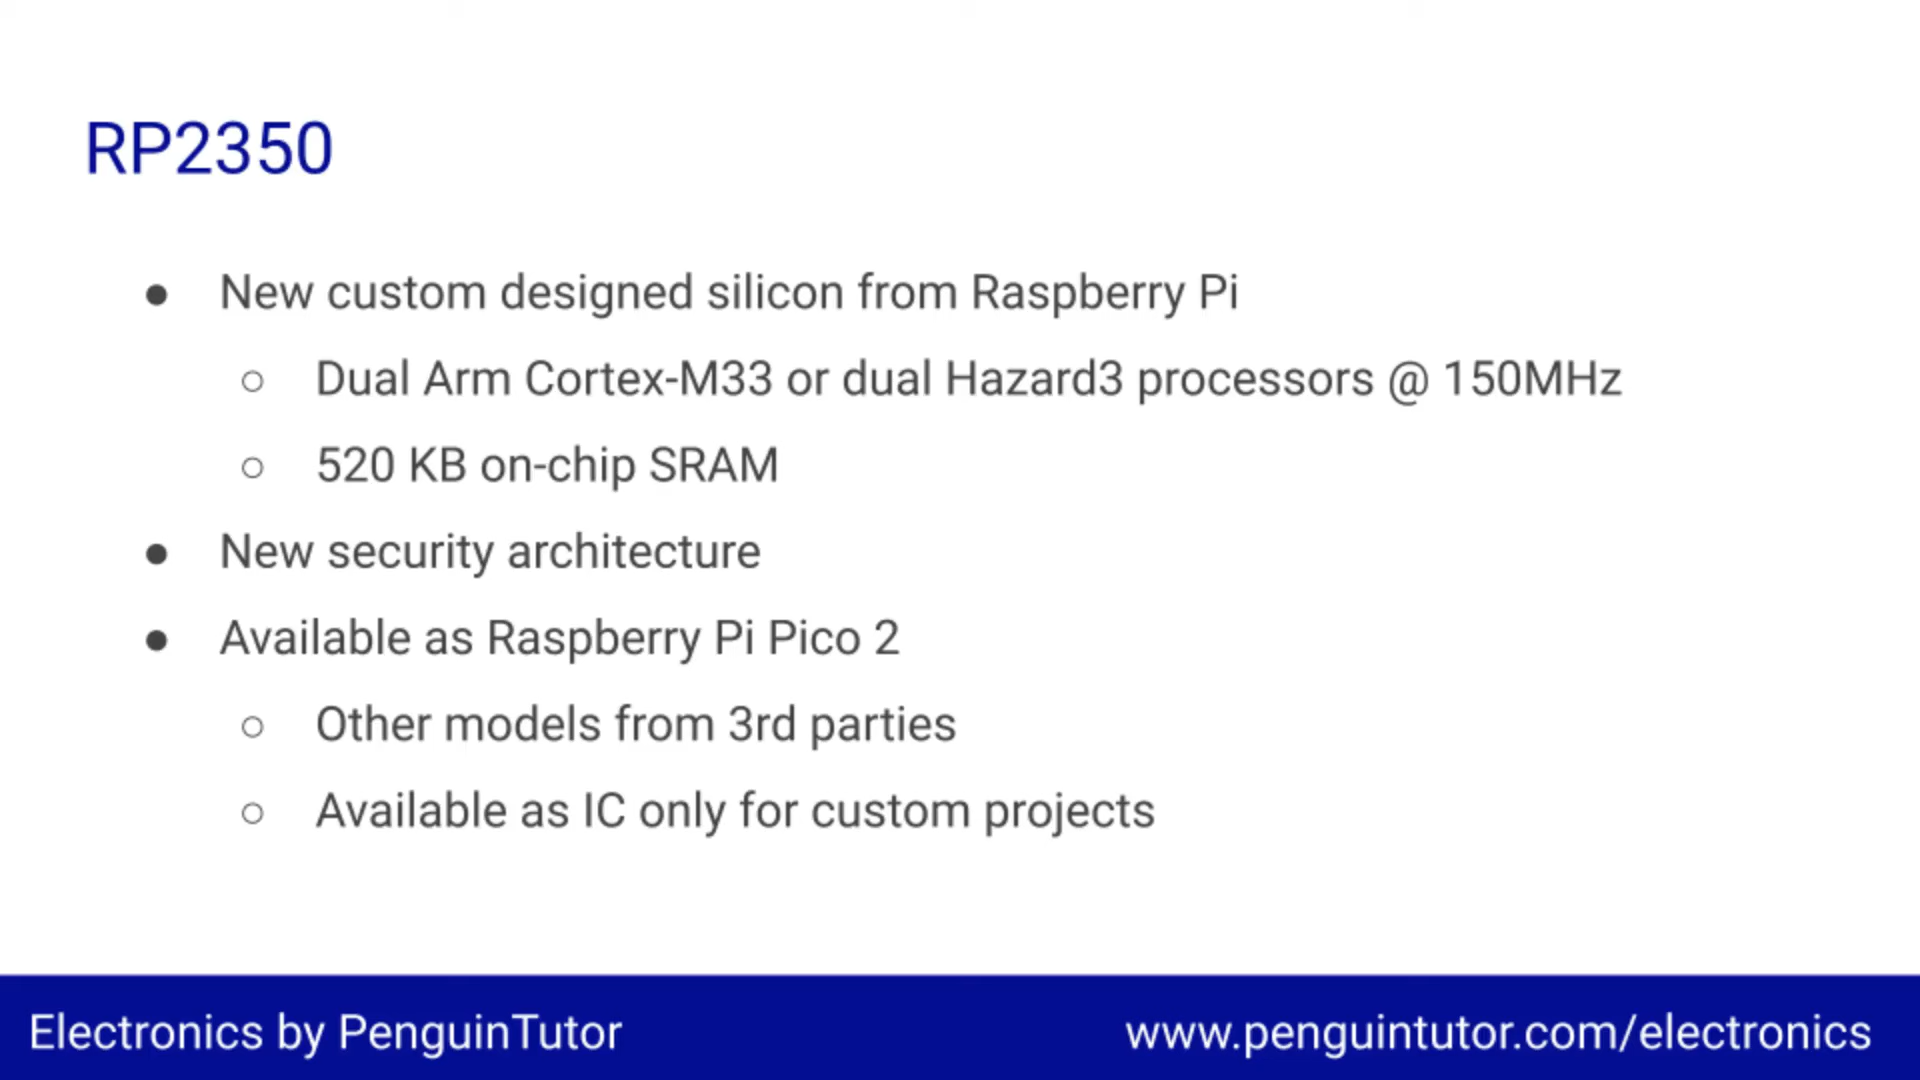 RP2350
● New custom designed silicon from Raspberry Pi
○ Dual Arm Cortex-M33 or dual Hazard3 processors @ 150MHz
○ 520 KB on-chip SRAM
● New security architecture
● Available as Raspberry Pi Pico 2
○ Other models from 3rd parties
○ Available as IC only for custom projects
Electronics by PenguinTutor
www.penguintutor.com/electronics